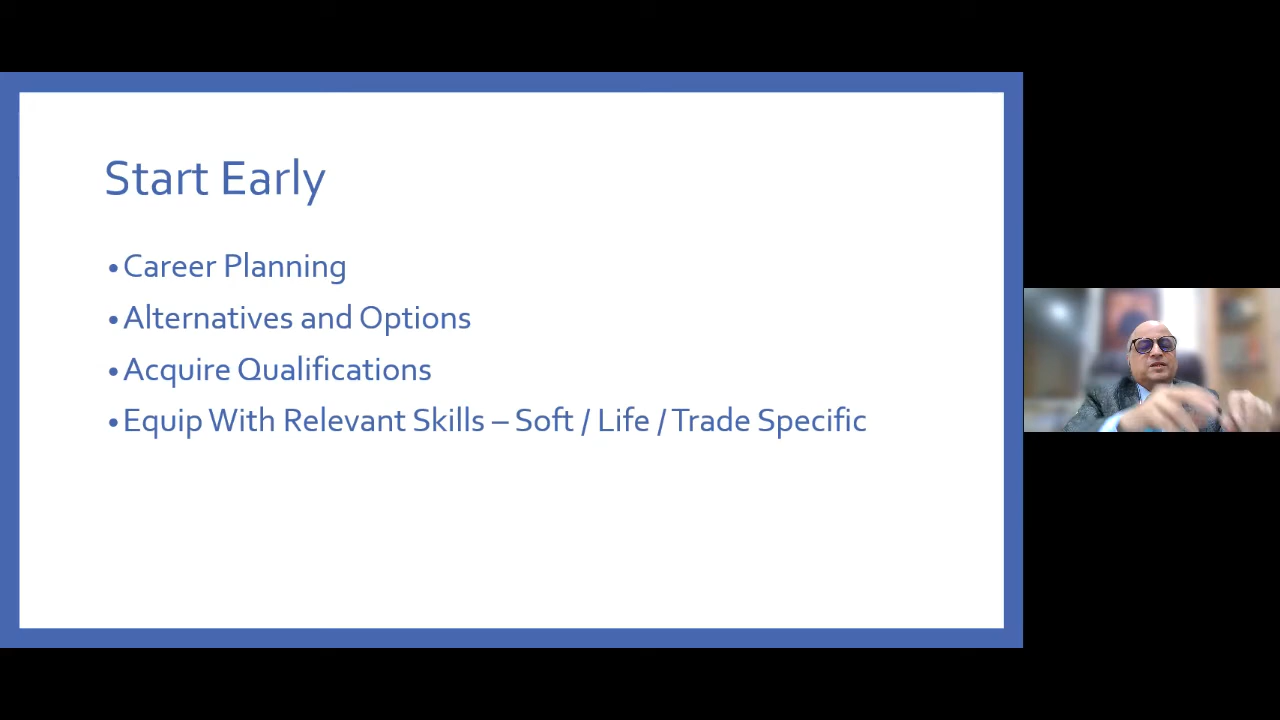 Start Early
•Career Planning
•Alternatives and Options
•Acquire Qualifications
•Equip With Relevant Skills – Soft / Life / Trade Specific